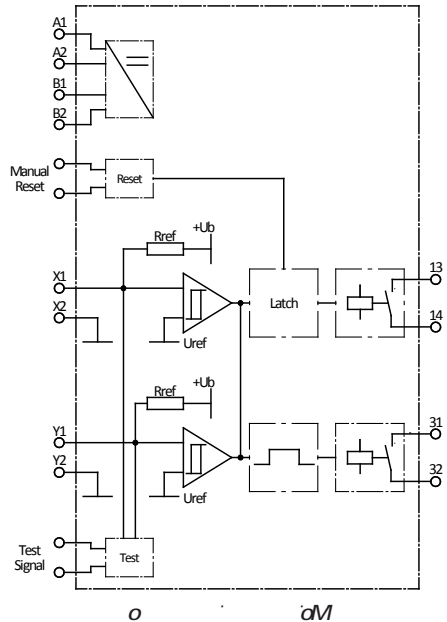 A1
A2
B1
B2
Manual
Reset
Reset
+Ub
Rref
X1
X2
Uref
Latch
13
14
+Ub
Rref
Y1
Y2
Uref
31
32
Test
Signal
Test